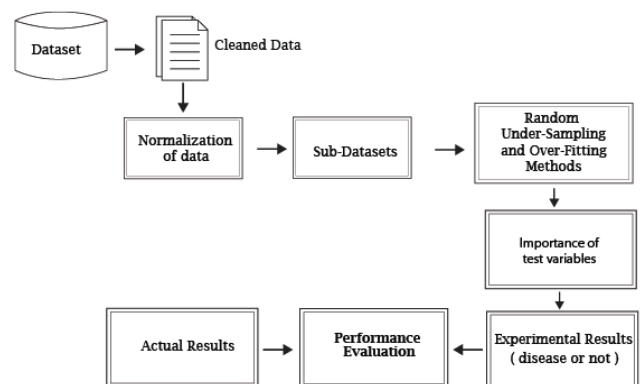 Dataset
Cleaned Data
Normalization
of data
Sub-Datasets
Random
Under-Sampling
and Over-Fitting
Methods
Importance of
test variables
Actual Results
Performance
Evaluation
Experimental Results
( disease or not )